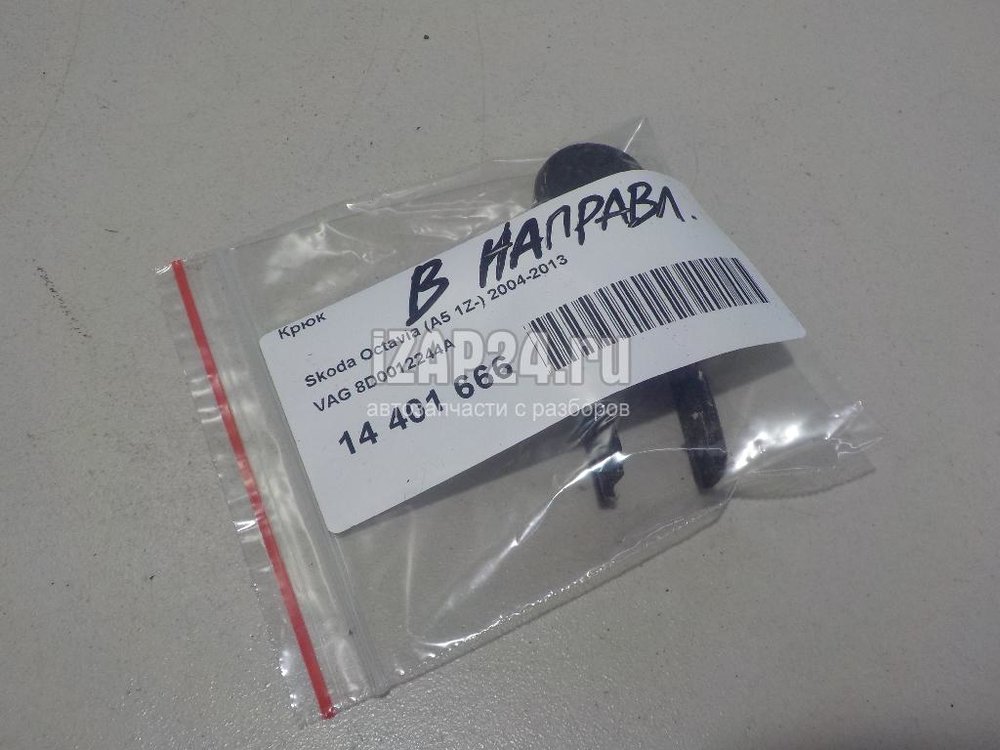 В НАПРАВЛ.
Крюк
Skoda Octavia (A5 1Z-) 2004-2013
VAG 8D0012244A
14 401 666
iZAP24.ru
автозапчасти с разборов